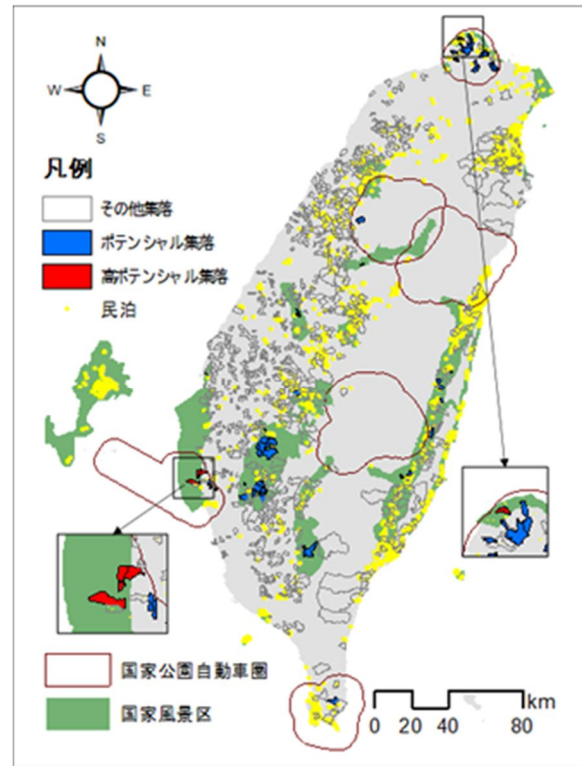 N
W E
S
凡例
その他集落
ポテンシャル集落
高ポテンシャル集落
民泊
国家公園自動車圏
国家風景区
km
0 20 40 80